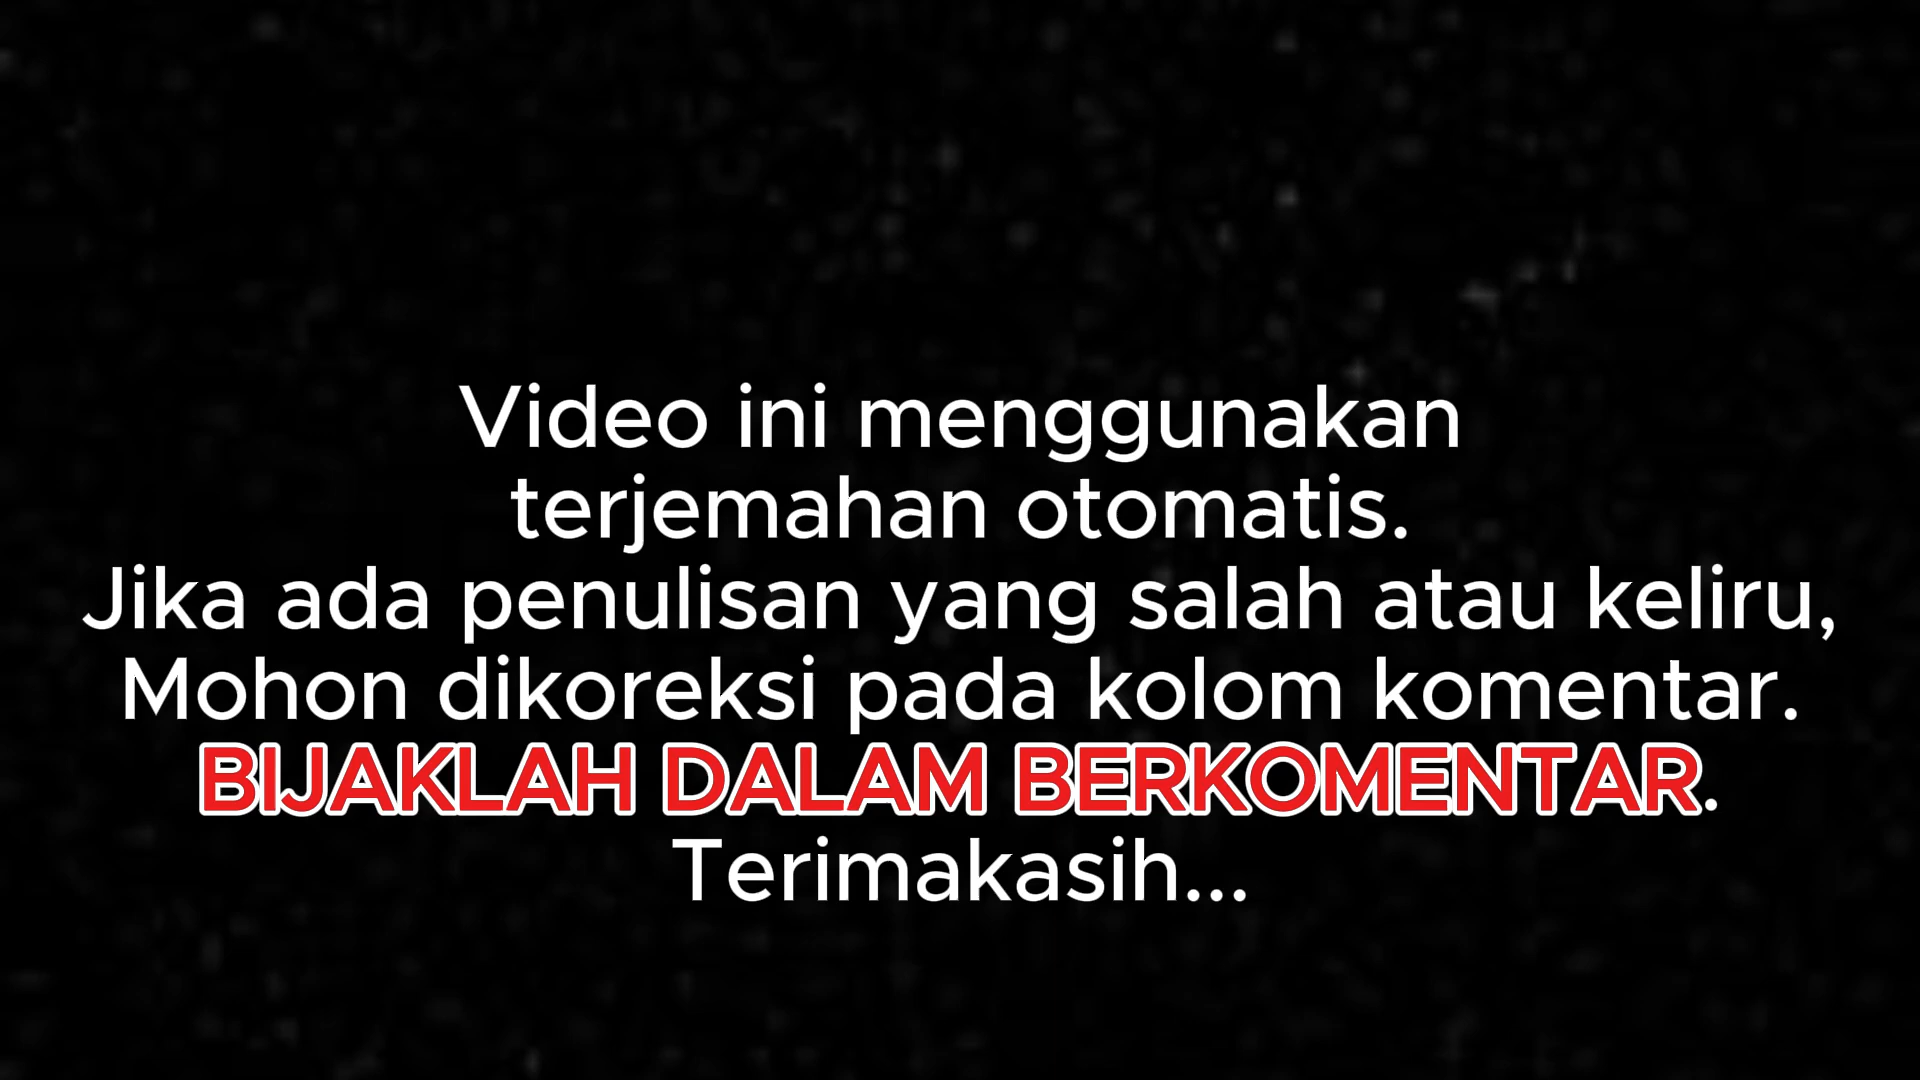 Video ini menggunakan
terjemahan otomatis.
Jika ada penulisan yang salah atau keliru,
Mohon dikoreksi pada kolom komentar.
BIJAKLAH DALAM BERKOMENTAR.
Terimakasih...